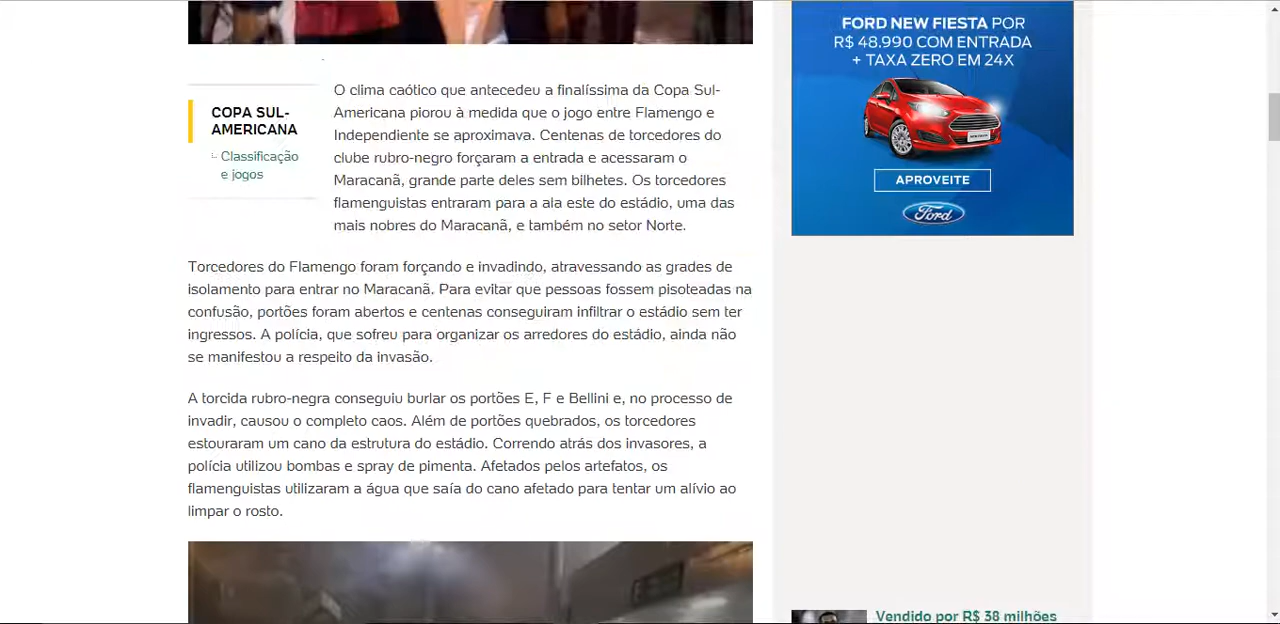 COPA SUL-
AMERICANA
Classificação
e jogos
O clima caótico que antecedeu a finalíssima da Copa Sul-
Americana piorou à medida que o jogo entre Flamengo e
Independiente se aproximava. Centenas de torcedores do
clube rubro-negro forçaram a entrada e acessaram o
Maracanã, grande parte deles sem bilhetes. Os torcedores
flamenguistas entraram para a ala este do estádio, uma das
mais nobres do Maracanã, e também no setor Norte.
Torcedores do Flamengo foram forçando e invadindo, atravessando as grades de
isolamento para entrar no Maracanã. Para evitar que pessoas fossem pisoteadas na
confusão, portões foram abertos e centenas conseguiram infiltrar o estádio sem ter
ingressos. A polícia, que sofreu para organizar os arredores do estádio, ainda não
se manifestou a respeito da invasão.
A torcida rubro-negra conseguiu burlar os portões E, F e Bellini e, no processo de
invadir, causou o completo caos. Além de portões quebrados, os torcedores
estouraram um cano da estrutura do estádio. Correndo atrás dos invasores, a
polícia utilizou bombas e spray de pimenta. Afetados pelos artefatos, os
flamenguistas utilizaram a água que saía do cano afetado para tentar um alívio ao
limpar o rosto.
FORD NEW FIESTA POR
R$ 48.990 COM ENTRADA
+ TAXA ZERO EM 24X
APROVEITE
Ford
Vendido por R$ 38 milhões